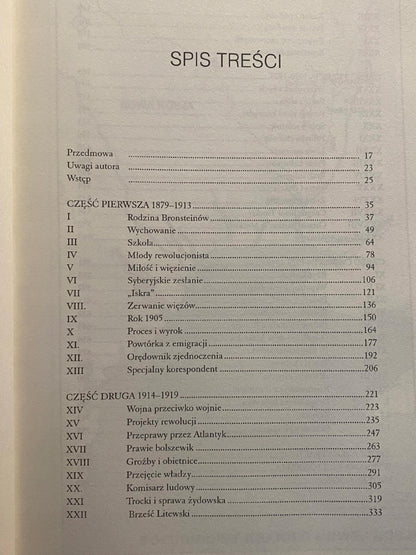 SPIS TREŚCI
Przedmowa 17
Uwagi autora 23
Wstęp 25
CZĘŚĆ PIERWSZA 1879–1913 35
I Rodzina Bronsteinów 37
II Wychowanie 49
III Szkoła 64
IV Młody rewolucjonista 78
V Miłość i więzienie 94
VI Syberyjskie zesłanie 106
VII „Iskra” 121
VIII. Zerwanie więzów 136
IX Rok 1905 150
X Proces i wyrok 164
XI. Powtórka z emigracji 177
XII. Orędownik zjednoczenia 192
XIII Specjalny korespondent 206
CZĘŚĆ DRUGA 1914–1919 221
XIV Wojna przeciwko wojnie 223
XV Projekty rewolucji 235
XVI Przeprawy przez Atlantyk 247
XVII Prawie bolszewik 263
XVIII Groźby i obietnice 277
XIX Przejęcie władzy 291
XX. Komisarz ludowy 305
XXI Trocki i sprawa żydowska 319
XXII Brześć Litewski 333